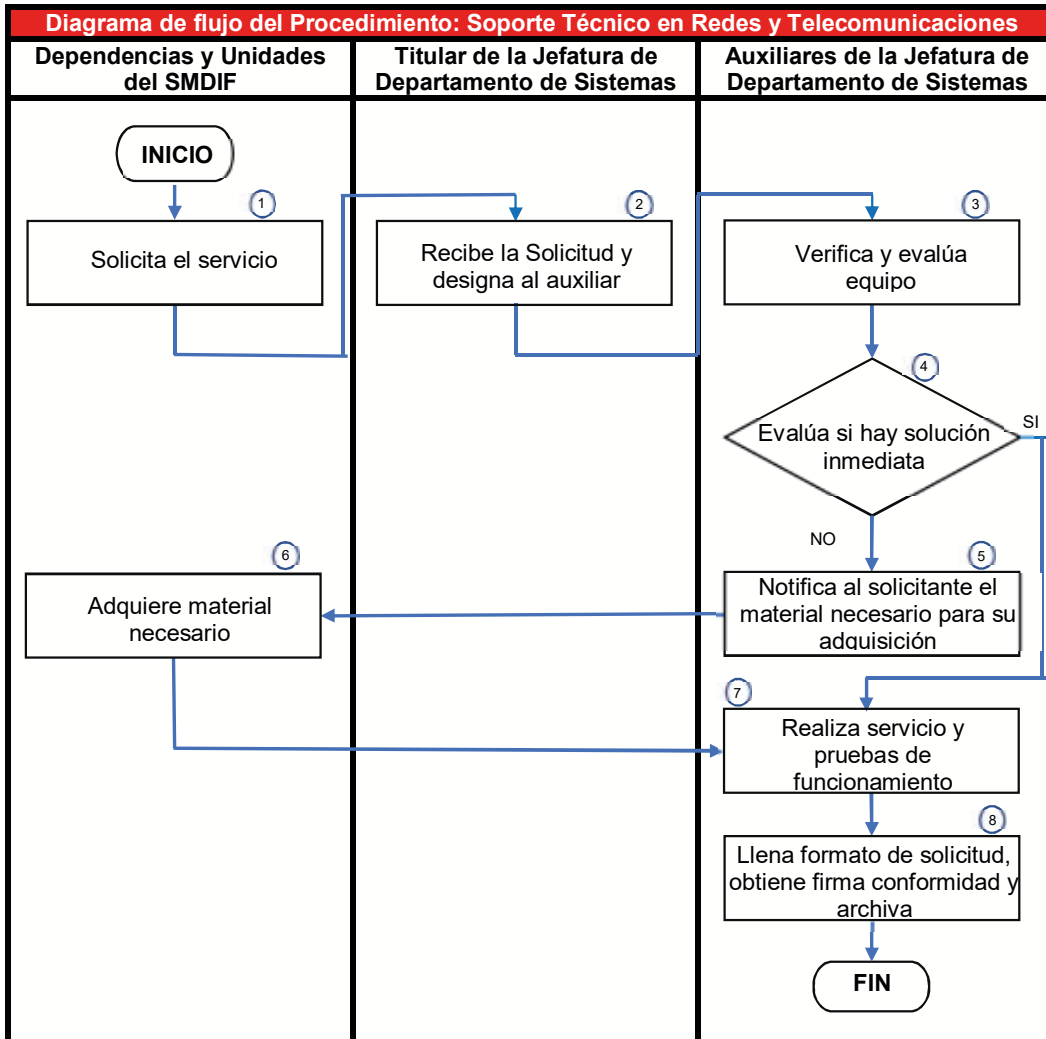 Diagrama de flujo del Procedimiento: Soporte Técnico en Redes y Telecomunicaciones
Dependencias y Unidades
del SMDIF
Titular de la Jefatura de
Departamento de Sistemas
Auxiliares de la Jefatura de
Departamento de Sistemas
INICIO
1
Solicita el servicio
2
Recibe la Solicitud y
designa al auxiliar
3
Verifica y evalúa
equipo
4
Evalúa si hay solución
inmediata
SI
NO
5
Notifica al solicitante el
material necesario para su
adquisición
6
Adquiere material
necesario
7
Realiza servicio y
pruebas de
funcionamiento
8
Llena formato de solicitud,
obtiene firma conformidad y
archiva
FIN